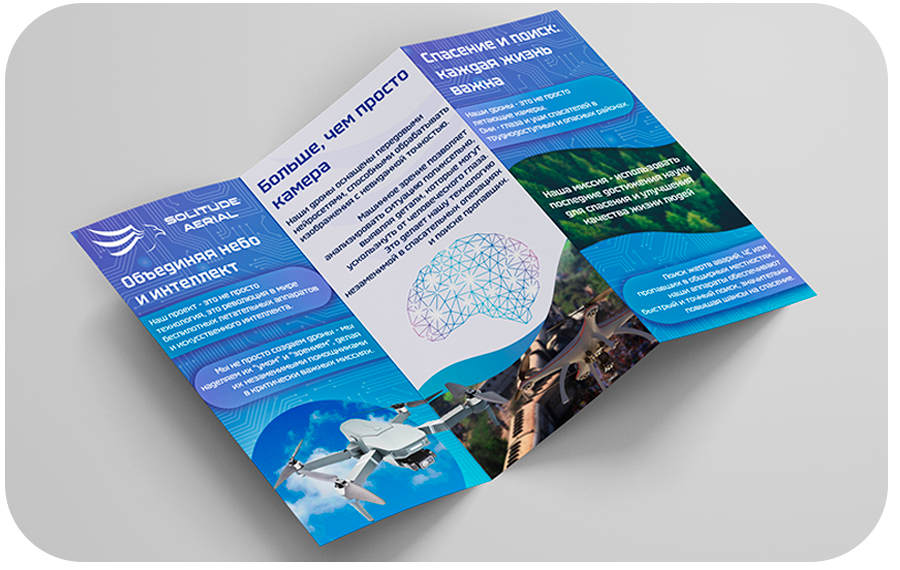 SOLITUDE
AERIAL
Объединяя небо
и интеллект
Наш проект - это не просто
технология, это революция в мире
беспилотных летательных аппаратов
и искусственного интеллекта.
Мы не просто создаем дроны - мы
наделяем их "умом" и "зрением", делая
их незаменимыми помощниками
в критически важных миссиях.
Больше, чем просто
камера
Наши дроны оснащены передовыми
нейросетями, способными обрабатывать
изображения с невиданной точностью.
Машинное зрение позволяет
анализировать ситуацию попиксельно,
выявляя детали, которые могут
ускользнуть от человеческого глаза.
Это делает нашу технологию
незаменимой в спасательных операциях
и поиске пропавших.
Спасение и поиск:
каждая жизнь
важна
Наши дроны - это не просто
летающие камеры.
Они - глаза и уши спасателей в
труднодоступных и опасных районах.
Наша миссия - использовать
последние достижения науки
для спасения и улучшения
качества жизни людей
Поиск жертв аварий, ЦС или
пропавших в обширных местностях,
наши аппараты обеспечивают
быстрый и точный поиск, значительно
повышая шансы на спасение.